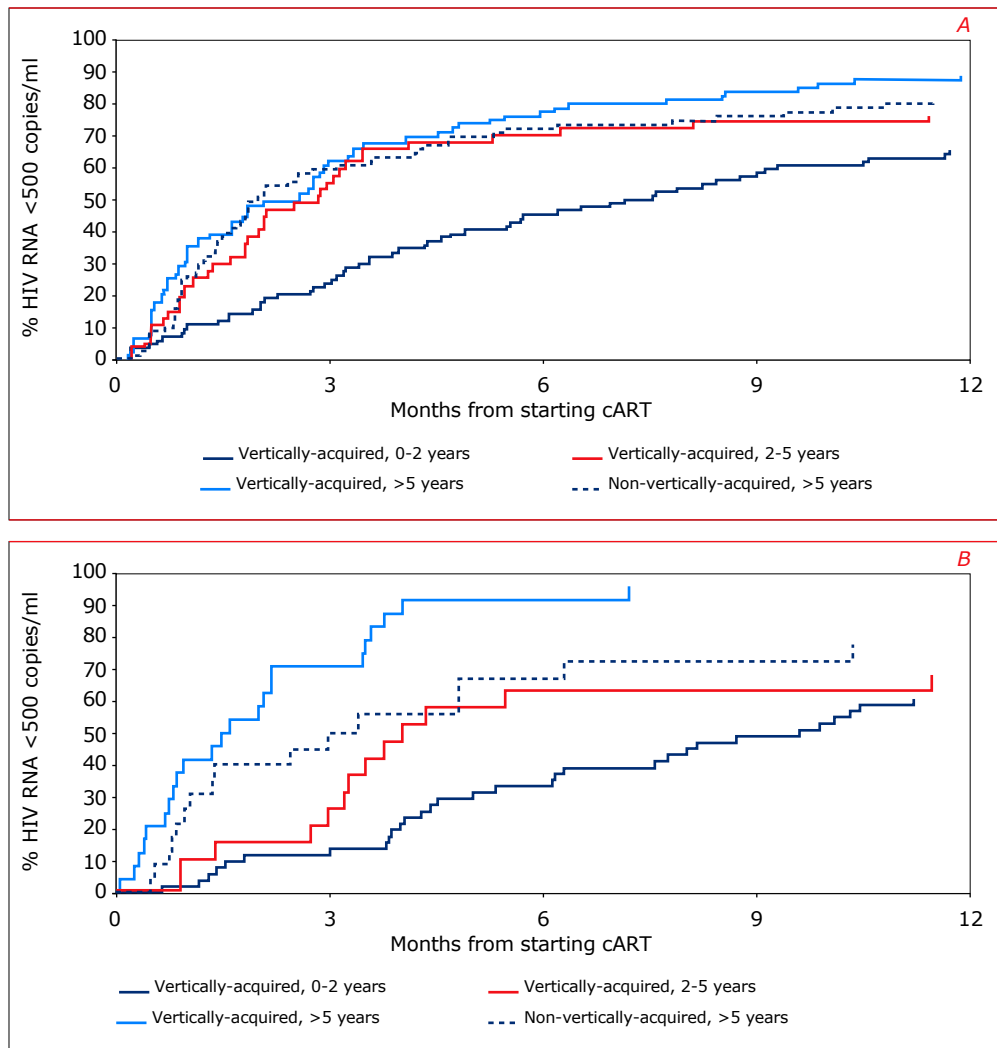 A
% HIV RNA <500 copies/ml
100
90
80
70
60
50
40
30
20
10
0
0 3 6 9 12
Months from starting cART
Vertically-acquired, 0-2 years
Vertically-acquired, 2-5 years
Vertically-acquired, >5 years
Non-vertically-acquired, >5 years
B
% HIV RNA <500 copies/ml
100
90
80
70
60
50
40
30
20
10
0
0 3 6 9 12
Months from starting cART
Vertically-acquired, 0-2 years
Vertically-acquired, 2-5 years
Vertically-acquired, >5 years
Non-vertically-acquired, >5 years